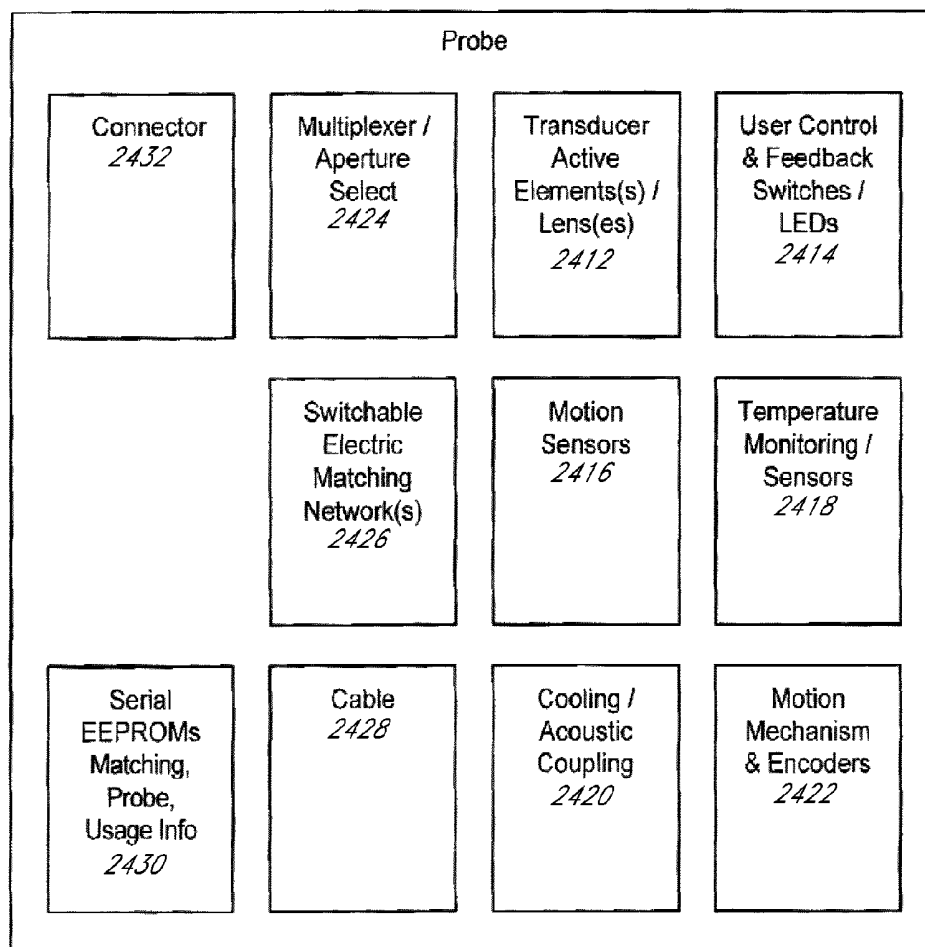 Probe
Connector
2432
Multiplexer /
Aperture
Select
2424
Transducer
Active
Elements(s) /
Lens(es)
2412
User Control
& Feedback
Switches /
LEDs
2414
Switchable
Electric
Matching
Network(s)
2426
Motion
Sensors
2416
Temperature
Monitoring /
Sensors
2418
Serial
EEPROMs
Matching,
Probe,
Usage Info
2430
Cable
2428
Cooling /
Acoustic
Coupling
2420
Motion
Mechanism
& Encoders
2422